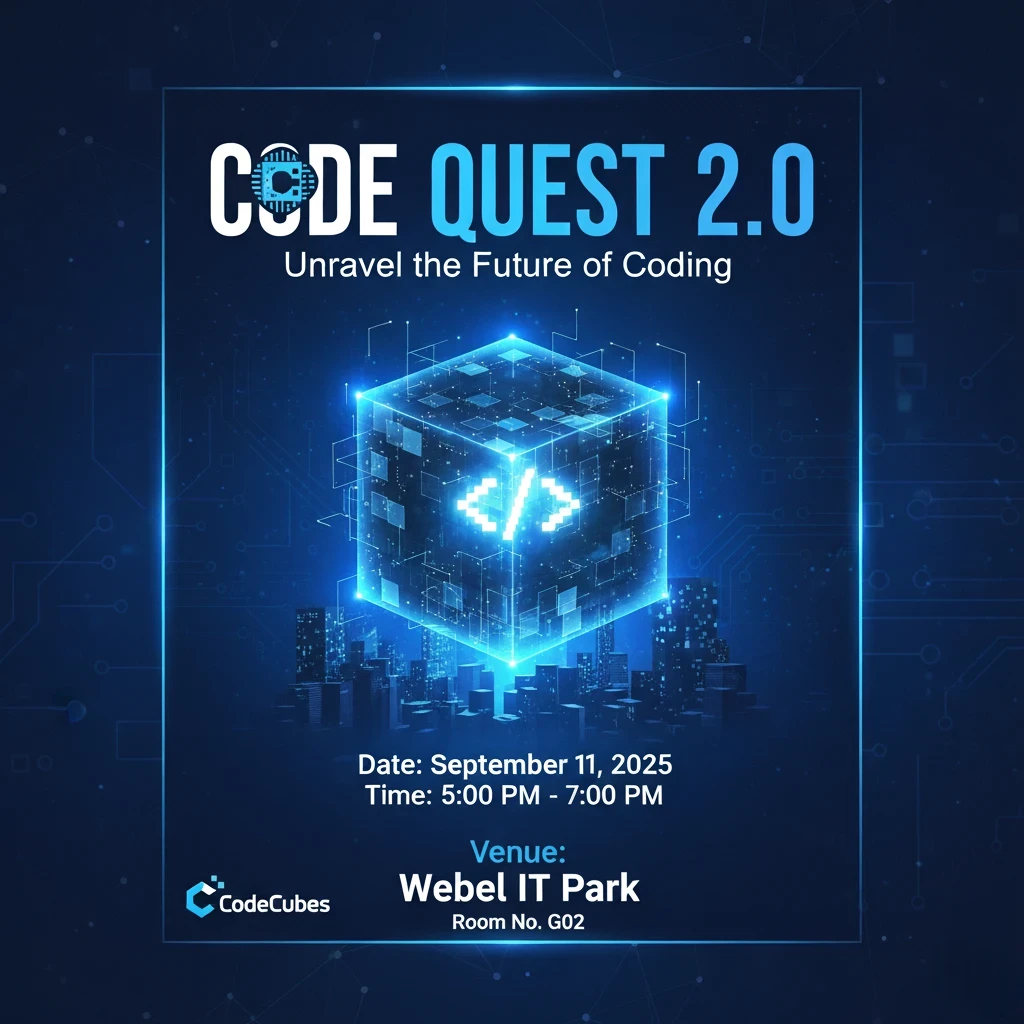 CODE QUEST 2.0
Unravel the Future of Coding
</>
Date: September 11, 2025
Time: 5:00 PM - 7:00 PM
Venue:
Webel IT Park
Room No. G02
CodeCubes